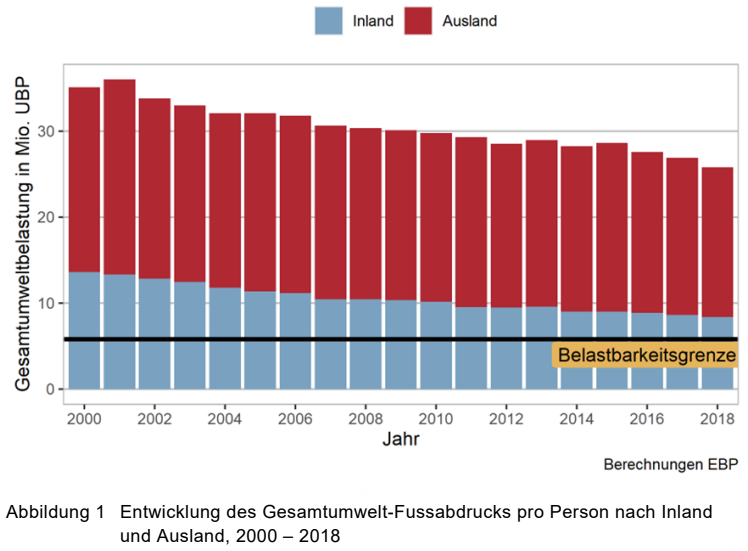 Inland Ausland
Gesamtumweltbelastung in Mio. UBP
30
20
10
0
Belastbarkeitsgrenze
2000 2002 2004 2006 2008 2010 2012 2014 2016 2018
Jahr
Berechnungen EBP
Abbildung 1 Entwicklung des Gesamtumwelt-Fussabdrucks pro Person nach Inland
und Ausland, 2000 – 2018